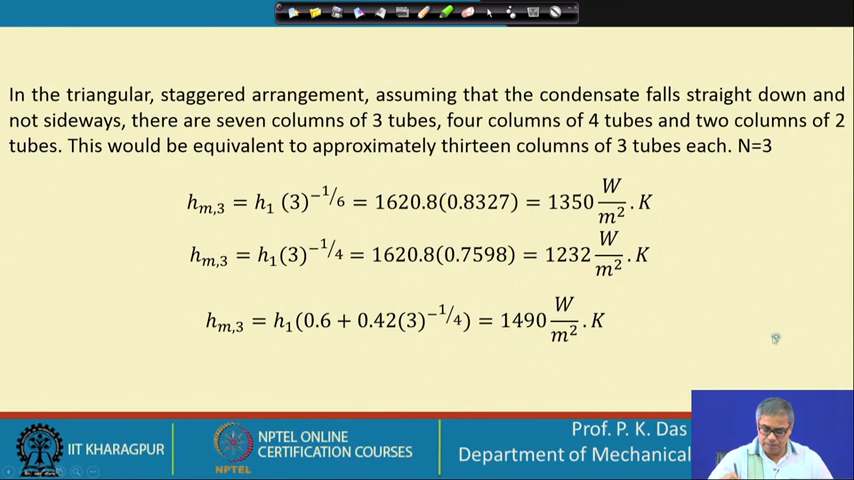 In the triangular, staggered arrangement, assuming that the condensate falls straight down and
not sideways, there are seven columns of 3 tubes, four columns of 4 tubes and two columns of 2
tubes. This would be equivalent to approximately thirteen columns of 3 tubes each. N=3
h_{m,3} = h_1 (3)^{-1/6} = 1620.8(0.8327) = 1350 \frac{W}{m^2}.K
h_{m,3} = h_1(3)^{-1/4} = 1620.8(0.7598) = 1232 \frac{W}{m^2}.K
h_{m,3} = h_1(0.6 + 0.42(3)^{-1/4}) = 1490 \frac{W}{m^2}.K
IIT KHARAGPUR
NPTEL
NPTEL ONLINE
CERTIFICATION COURSES
Prof. P. K. Das
Department of Mechanical